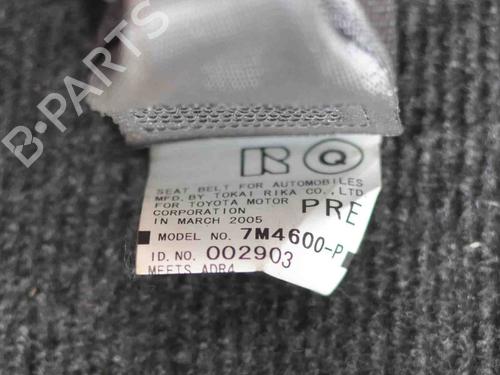 B-PARTS
R Q
SEAT BELT FOR AUTOMOBILES
MFD. BY TOKAI RIKA CO., LTD
FOR TOYOTA MOTOR
CORPORATION
PRE
IN MARCH 2005
MODEL NO. 7M4600-P
I.D. NO. 002903
MEETS ADR4